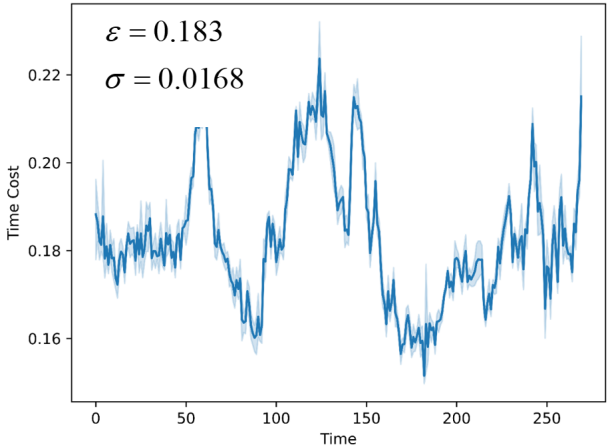 ε = 0.183
σ = 0.0168
0.22
0.20
0.18
0.16
Time Cost
0 50 100 150 200 250
Time